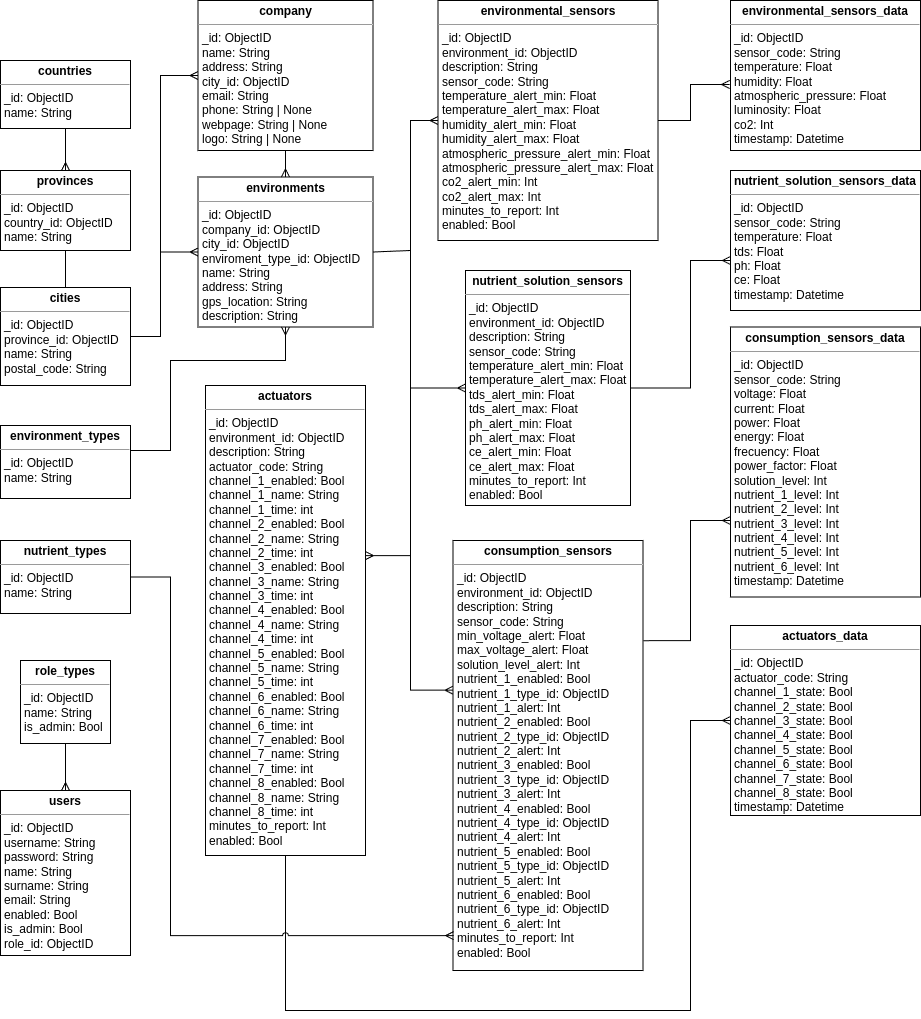 countries
_id: ObjectID
name: String
provinces
_id: ObjectID
country_id: ObjectID
name: String
cities
_id: ObjectID
province_id: ObjectID
name: String
postal_code: String
environment_types
_id: ObjectID
name: String
nutrient_types
_id: ObjectID
name: String
role_types
_id: ObjectID
name: String
is_admin: Bool
users
_id: ObjectID
username: String
password: String
name: String
surname: String
email: String
enabled: Bool
is_admin: Bool
role_id: ObjectID
company
_id: ObjectID
name: String
address: String
city_id: ObjectID
email: String
phone: String | None
webpage: String | None
logo: String | None
environments
_id: ObjectID
company_id: ObjectID
city_id: ObjectID
enviroment_type_id: ObjectID
name: String
address: String
gps_location: String
description: String
actuators
_id: ObjectID
environment_id: ObjectID
description: String
actuator_code: String
channel_1_enabled: Bool
channel_1_name: String
channel_1_time: int
channel_2_enabled: Bool
channel_2_name: String
channel_2_time: int
channel_3_enabled: Bool
channel_3_name: String
channel_3_time: int
channel_4_enabled: Bool
channel_4_name: String
channel_4_time: int
channel_5_enabled: Bool
channel_5_name: String
channel_5_time: int
channel_6_enabled: Bool
channel_6_name: String
channel_6_time: int
channel_7_enabled: Bool
channel_7_name: String
channel_7_time: int
channel_8_enabled: Bool
channel_8_name: String
channel_8_time: int
minutes_to_report: Int
enabled: Bool
environmental_sensors
_id: ObjectID
environment_id: ObjectID
description: String
sensor_code: String
temperature_alert_min: Float
temperature_alert_max: Float
humidity_alert_min: Float
humidity_alert_max: Float
atmospheric_pressure_alert_min: Float
atmospheric_pressure_alert_max: Float
co2_alert_min: Int
co2_alert_max: Int
minutes_to_report: Int
enabled: Bool
nutrient_solution_sensors
_id: ObjectID
environment_id: ObjectID
description: String
sensor_code: String
temperature_alert_min: Float
temperature_alert_max: Float
tds_alert_min: Float
tds_alert_max: Float
ph_alert_min: Float
ph_alert_max: Float
ce_alert_min: Float
ce_alert_max: Float
minutes_to_report: Int
enabled: Bool
consumption_sensors
_id: ObjectID
environment_id: ObjectID
description: String
sensor_code: String
min_voltage_alert: Float
max_voltage_alert: Float
solution_level_alert: Int
nutrient_1_enabled: Bool
nutrient_1_type_id: ObjectID
nutrient_1_alert: Int
nutrient_2_enabled: Bool
nutrient_2_type_id: ObjectID
nutrient_2_alert: Int
nutrient_3_enabled: Bool
nutrient_3_type_id: ObjectID
nutrient_3_alert: Int
nutrient_4_enabled: Bool
nutrient_4_type_id: ObjectID
nutrient_4_alert: Int
nutrient_5_enabled: Bool
nutrient_5_type_id: ObjectID
nutrient_5_alert: Int
nutrient_6_enabled: Bool
nutrient_6_type_id: ObjectID
nutrient_6_alert: Int
minutes_to_report: Int
enabled: Bool
environmental_sensors_data
_id: ObjectID
sensor_code: String
temperature: Float
humidity: Float
atmospheric_pressure: Float
luminosity: Float
co2: Int
timestamp: Datetime
nutrient_solution_sensors_data
_id: ObjectID
sensor_code: String
temperature: Float
tds: Float
ph: Float
ce: Float
timestamp: Datetime
consumption_sensors_data
_id: ObjectID
sensor_code: String
voltage: Float
current: Float
power: Float
energy: Float
frecuency: Float
power_factor: Float
solution_level: Int
nutrient_1_level: Int
nutrient_2_level: Int
nutrient_3_level: Int
nutrient_4_level: Int
nutrient_5_level: Int
nutrient_6_level: Int
timestamp: Datetime
actuators_data
_id: ObjectID
actuator_code: String
channel_1_state: Bool
channel_2_state: Bool
channel_3_state: Bool
channel_4_state: Bool
channel_5_state: Bool
channel_6_state: Bool
channel_7_state: Bool
channel_8_state: Bool
timestamp: Datetime